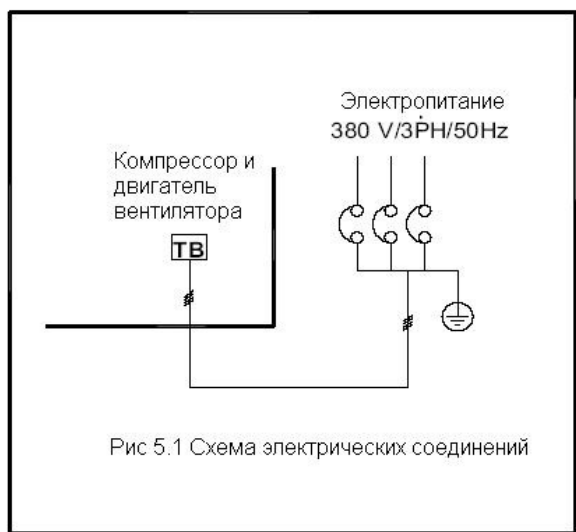 Электропитание
380 V/3PH/50Hz
Компрессор и
двигатель
вентилятора
TB
Рис 5.1 Схема электрических соединений